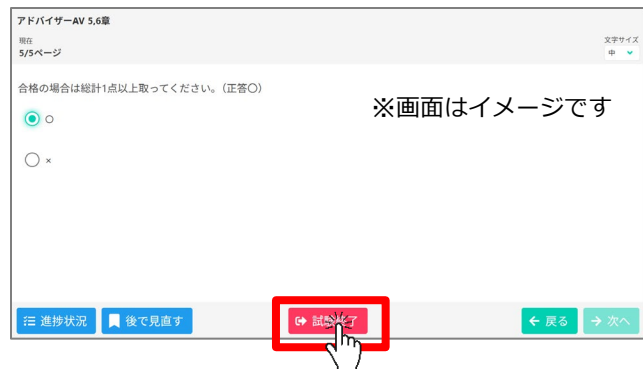 アドバイザーAV 5,6章
現在
5/5ページ
文字サイズ
中
合格の場合は総計1点以上取ってください。（正答〇）
※画面はイメージです
○
×
進捗状況
後で見直す
試験終了
戻る
次へ